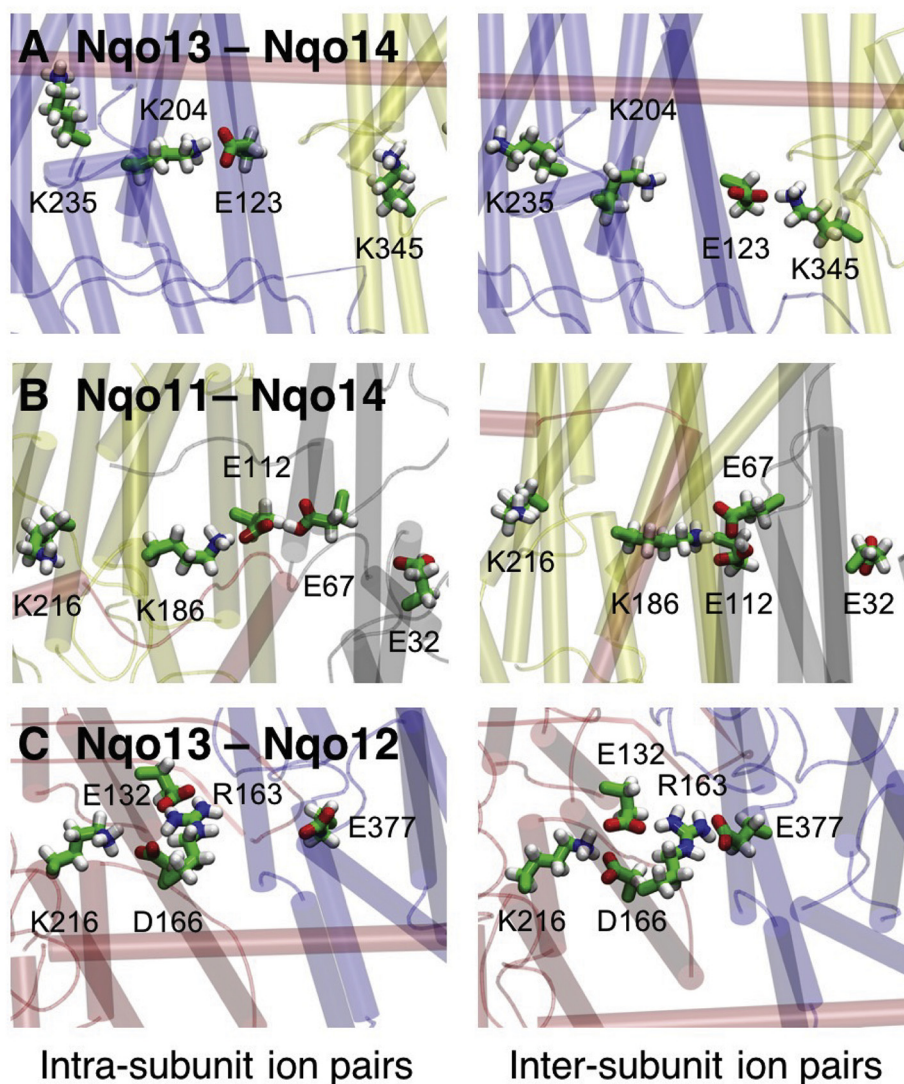 A Nqo13 – Nqo14
K204
K235
E123
K345
K204
K235
E123
K345
B Nqo11– Nqo14
E112
K216
K186
E67
E32
E67
K216
K186
E112
E32
C Nqo13 – Nqo12
E132
R163
E377
K216
D166
E132
R163
E377
K216
D166
Intra-subunit ion pairs
Inter-subunit ion pairs